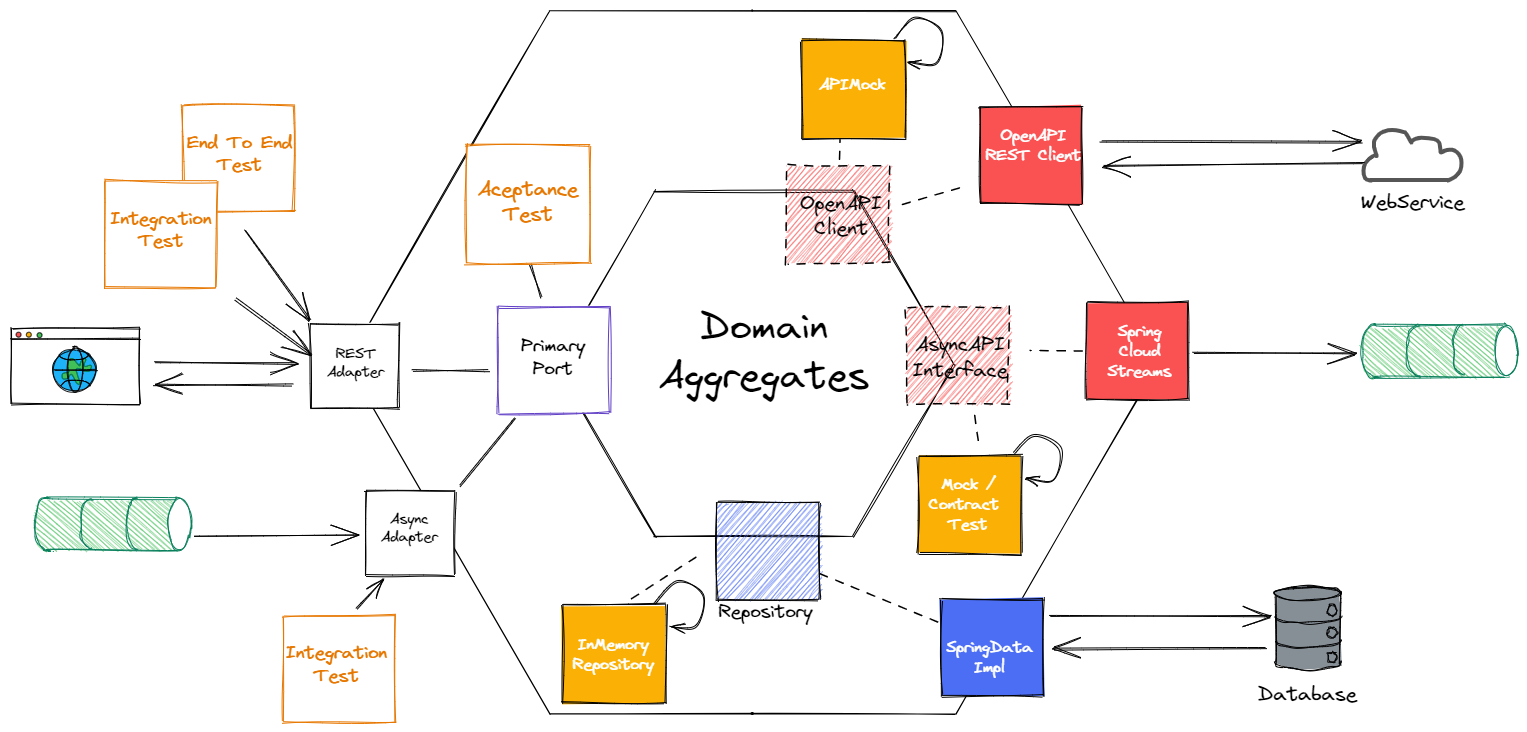 APIMock
End To End
Test
OpenAPI
REST Client
Integration
Test
Aceptance
Test
OpenAPI
Client
WebService
REST
Adapter
Primary
Port
Domain
Aggregates
AsyncAPI
Interface
Spring
Cloud
Streams
Async
Adapter
Mock /
Contract
Test
Repository
Integration
Test
InMemory
Repository
SpringData
Impl
Database